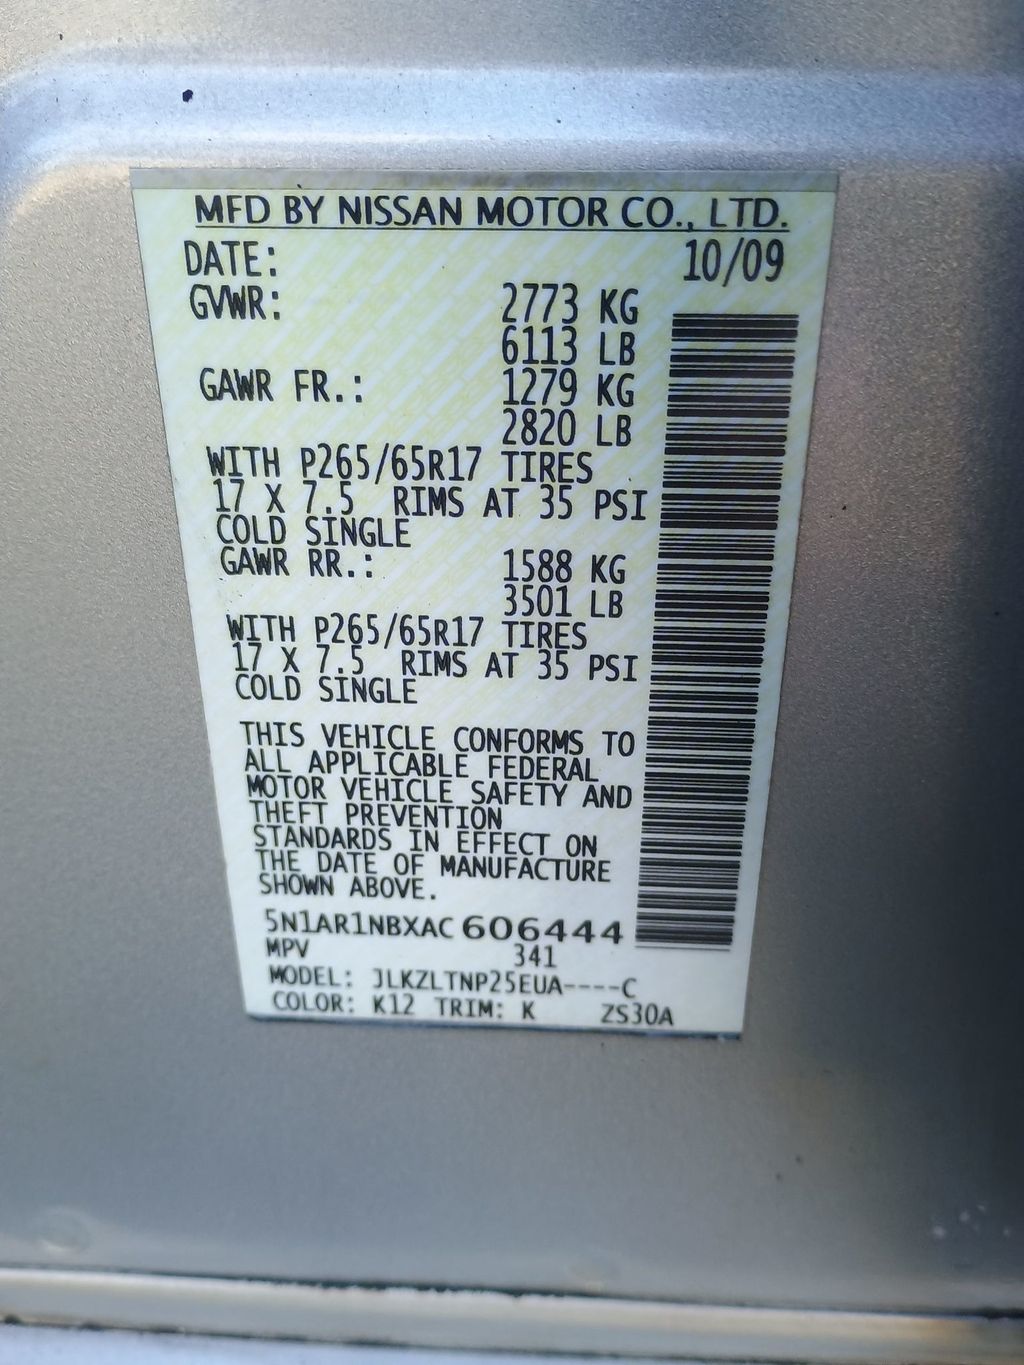 MFD BY NISSAN MOTOR CO., LTD.
DATE: 10/09
GVWR: 2773 KG
6113 LB
GAWR FR.: 1279 KG
2820 LB
WITH P265/65R17 TIRES
17 X 7.5 RIMS AT 35 PSI
COLD SINGLE
GAWR RR.: 1588 KG
3501 LB
WITH P265/65R17 TIRES
17 X 7.5 RIMS AT 35 PSI
COLD SINGLE
THIS VEHICLE CONFORMS TO
ALL APPLICABLE FEDERAL
MOTOR VEHICLE SAFETY AND
THEFT PREVENTION
STANDARDS IN EFFECT ON
THE DATE OF MANUFACTURE
SHOWN ABOVE.
5N1AR1NBXAC606444
MPV 341
MODEL: JLKZLTNP25EUA----C
COLOR: K12 TRIM: K ZS30A